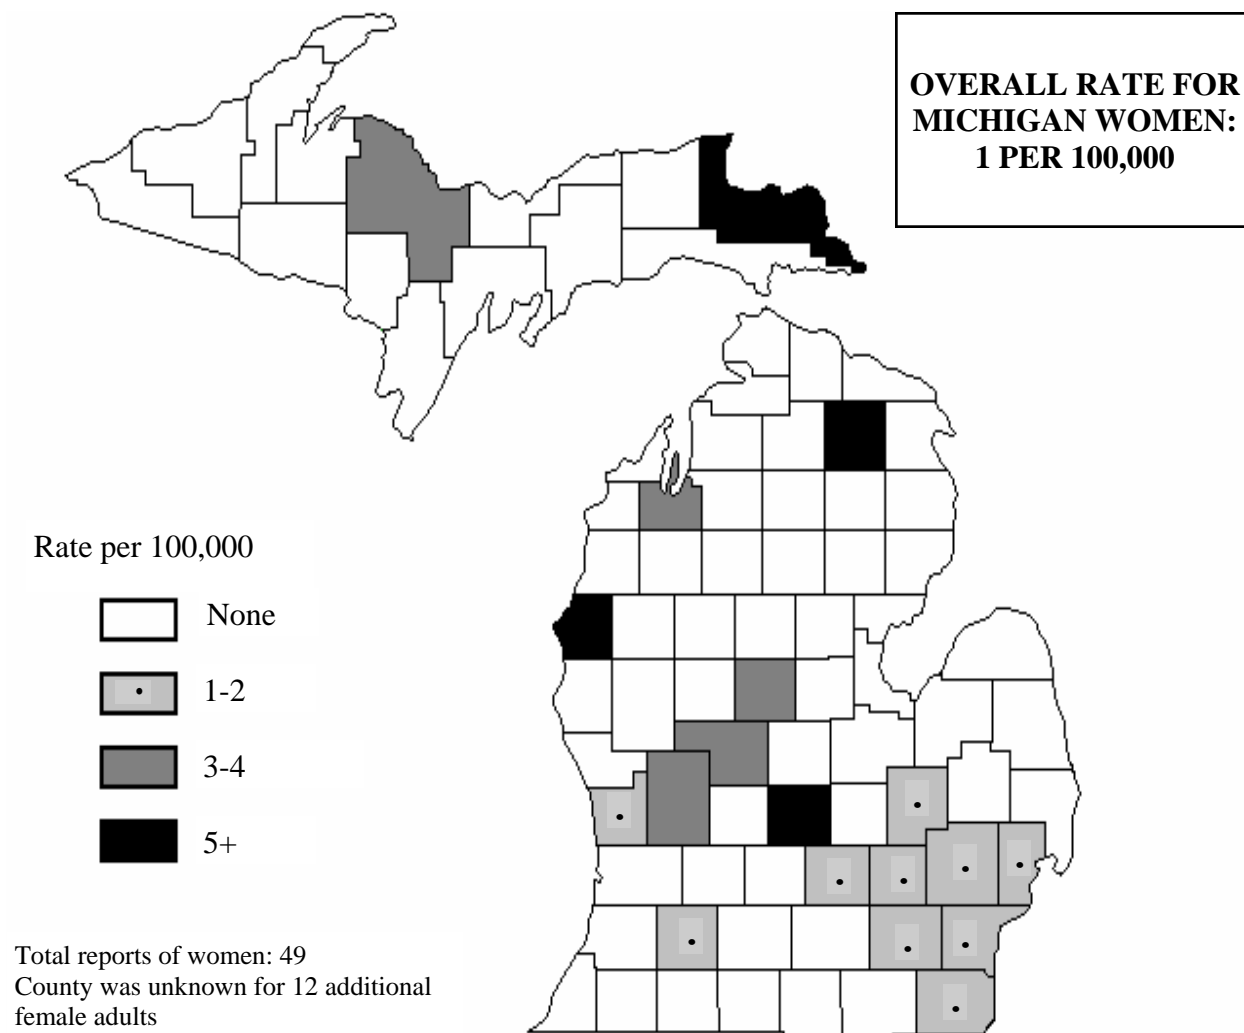 OVERALL RATE FOR
MICHIGAN WOMEN:
1 PER 100,000
Rate per 100,000
None
1-2
3-4
5+
Total reports of women: 49
County was unknown for 12 additional
female adults